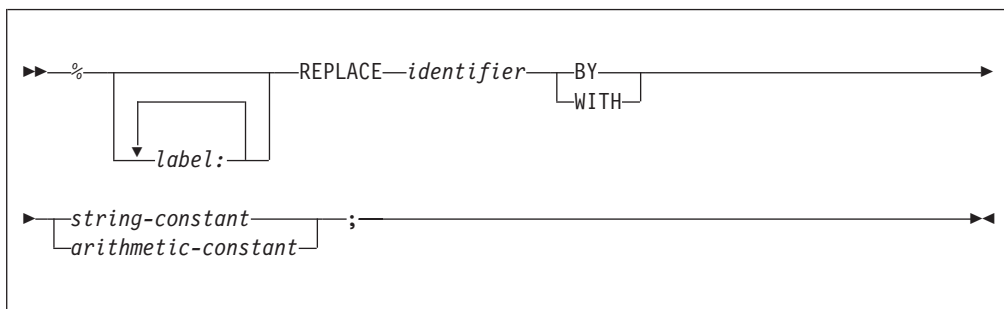 % REPLACE identifier BY
WITH
label:
string-constant ;
arithmetic-constant